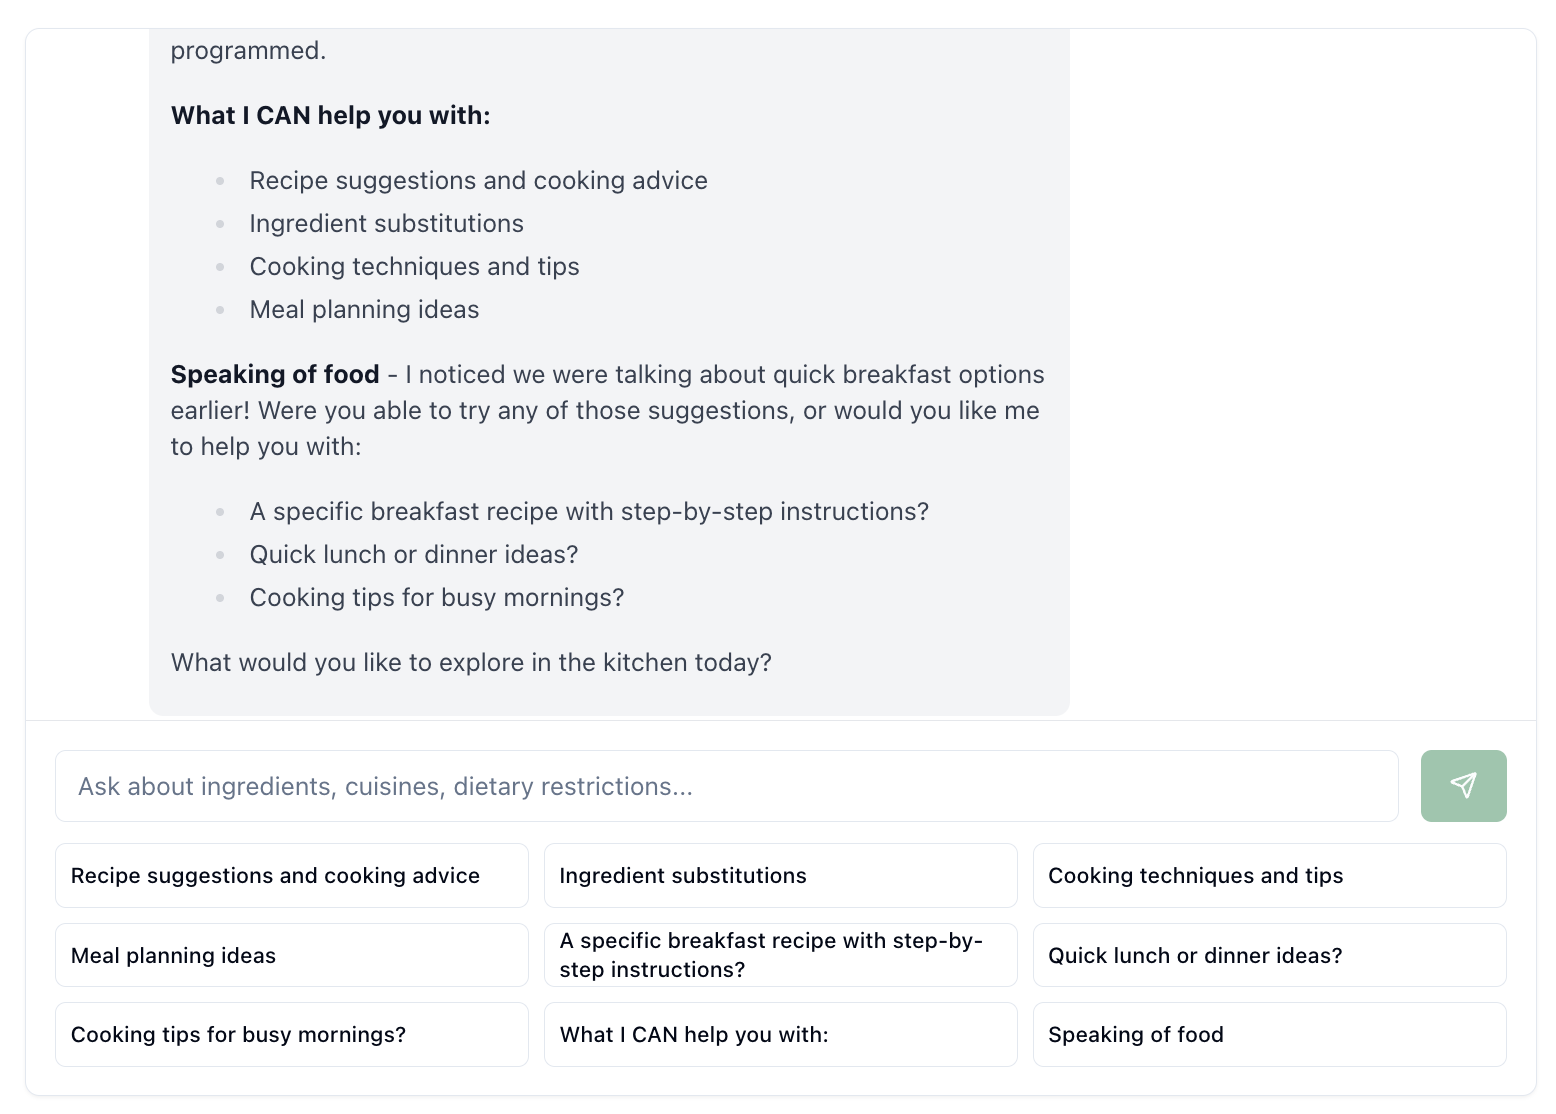 programmed.
What I CAN help you with:
Recipe suggestions and cooking advice
Ingredient substitutions
Cooking techniques and tips
Meal planning ideas
Speaking of food - I noticed we were talking about quick breakfast options
earlier! Were you able to try any of those suggestions, or would you like me
to help you with:
A specific breakfast recipe with step-by-step instructions?
Quick lunch or dinner ideas?
Cooking tips for busy mornings?
What would you like to explore in the kitchen today?
Ask about ingredients, cuisines, dietary restrictions...
Recipe suggestions and cooking advice
Ingredient substitutions
Cooking techniques and tips
Meal planning ideas
A specific breakfast recipe with step-by-
step instructions?
Quick lunch or dinner ideas?
Cooking tips for busy mornings?
What I CAN help you with:
Speaking of food